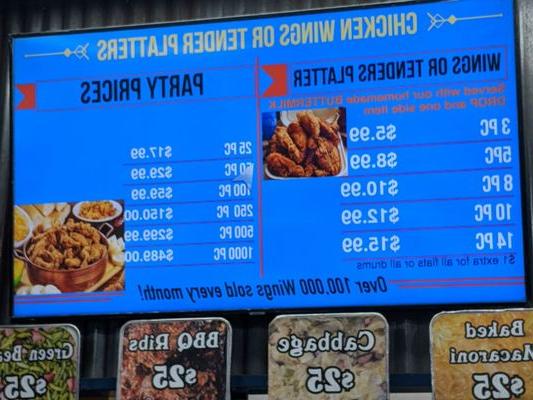 CHICKEN WINGS OR TENDER PLATTERS
WINGS OR TENDERS PLATTER
Served with our homemade BUTTERMILK
DROP and one side item
3 PC $5.99
5PC $8.99
8 PC $10.99
10 PC $12.99
14 PC $15.99
$1 extra for all flats or all drums
PARTY PRICES
25 PC $17.99
50 PC $29.99
100 PC $59.99
250 PC $150.00
500 PC $299.99
1000 PC $489.00
Over 100,000 Wings sold every month!
Baked
Macaroni
$25
Cabbage
$25
BBQ Ribs
$25
Green
$25